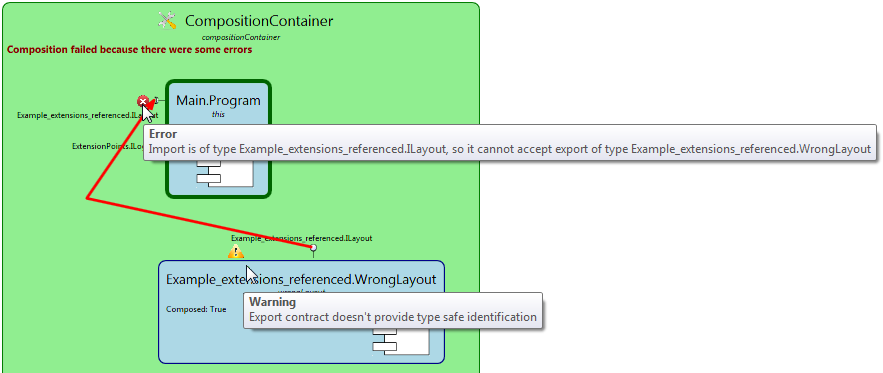 CompositionContainer
compositionContainer
Composition failed because there were some errors
Main.Program
this
Example_extensions_referenced.ILayout
Error
Import is of type Example_extensions_referenced.ILayout, so it cannot accept export of type Example_extensions_referenced.WrongLayout
ExtensionPoints.ILog
Example_extensions_referenced.ILayout
Example_extensions_referenced.WrongLayout
Warning
Composed: True
Export contract doesn't provide type safe identification